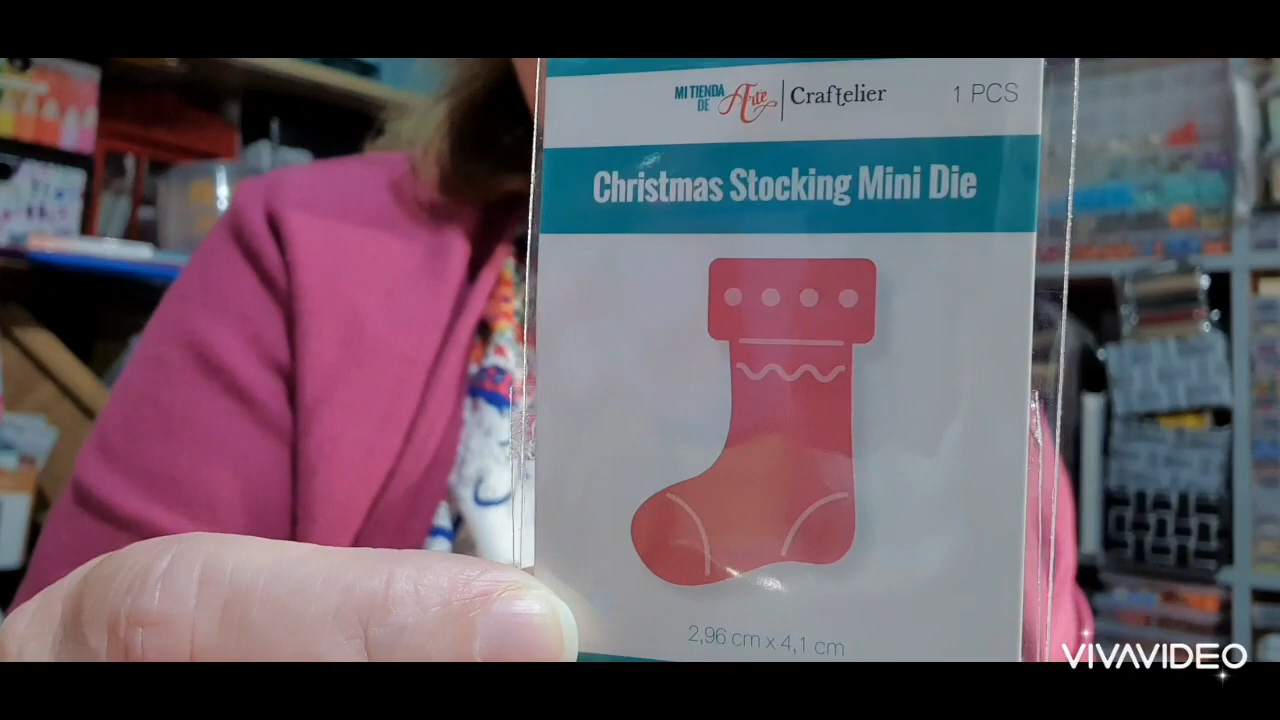 MI TIENDA DE Arte | Craftelier 1 PCS
Christmas Stocking Mini Die
2,96 cm x 4,1 cm
VIVAVIDEO